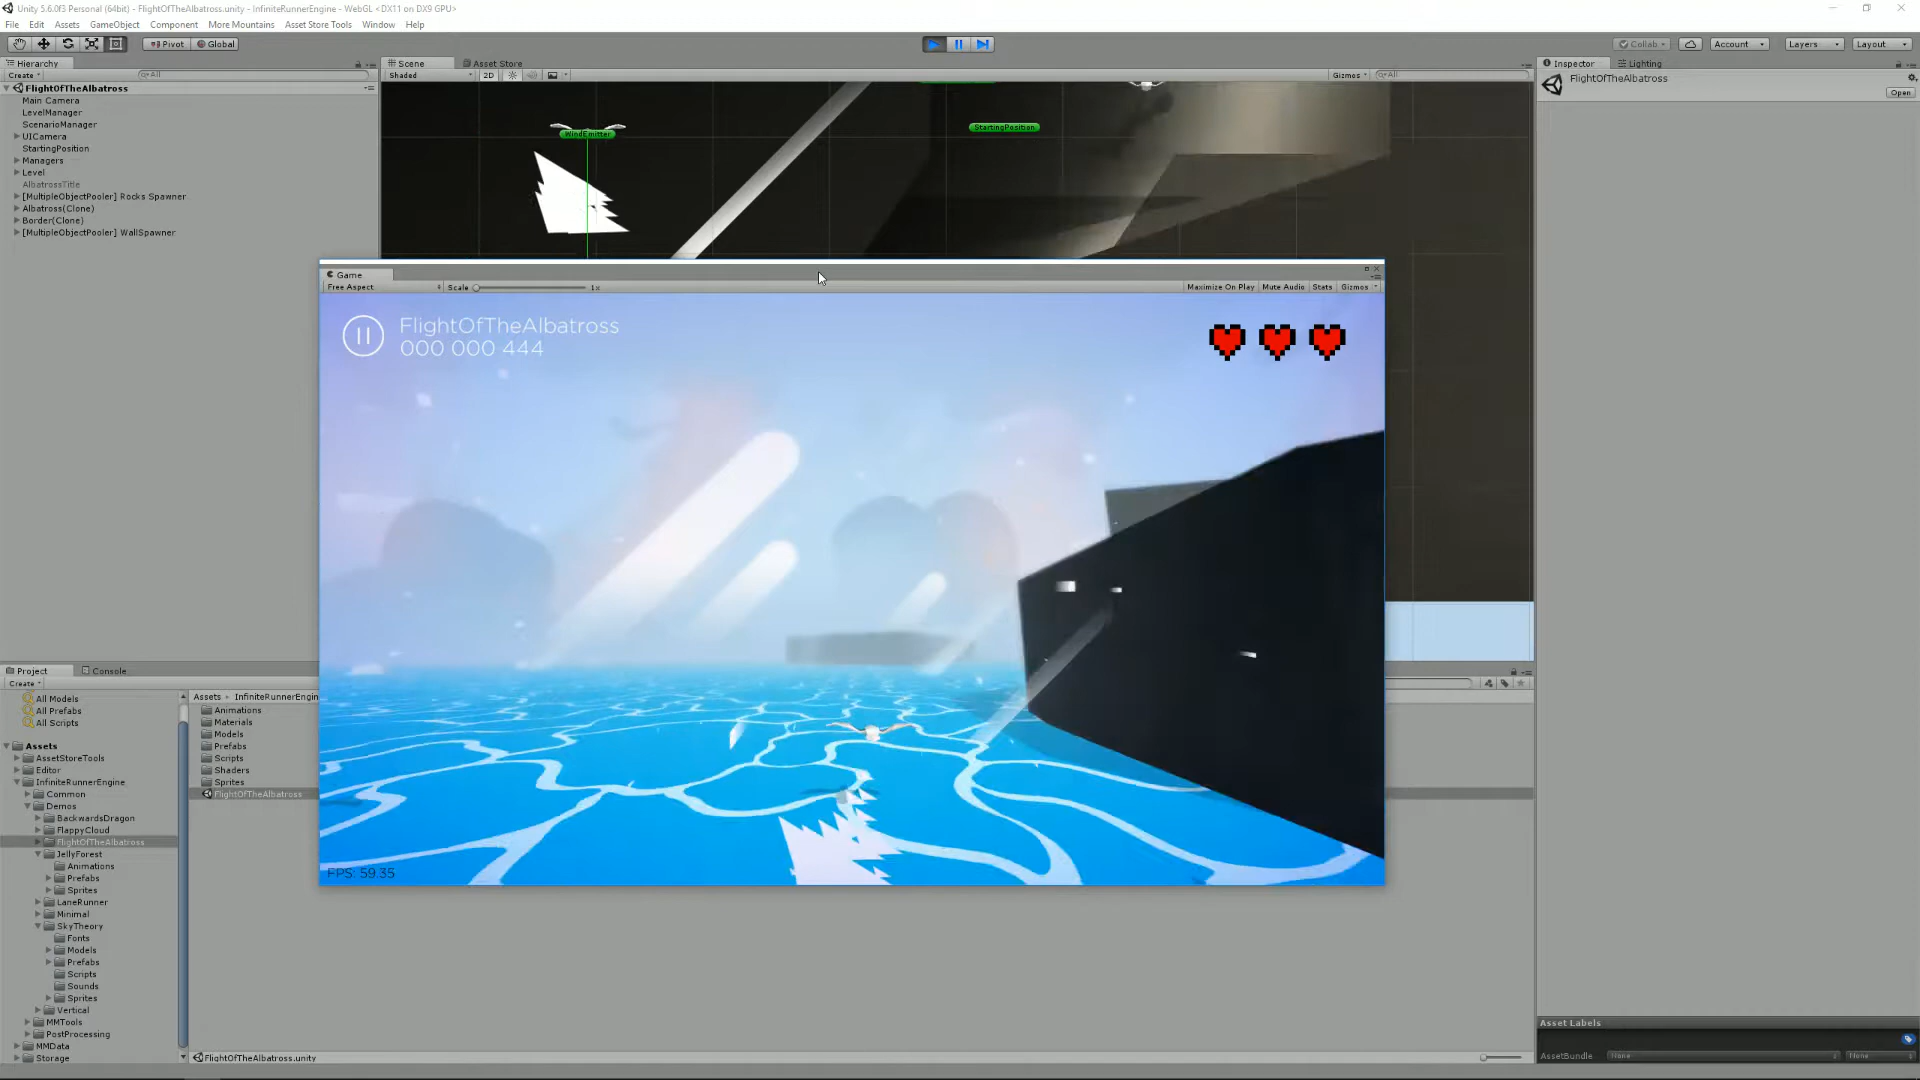 Unity 5.6.0f3 Personal (64bit) - FlightOfTheAlbatross.unity - InfiniteRunnerEngine - WebGL <DX11 on DX9 GPU>
File Edit Assets GameObject Component More Mountains Asset Store Tools Window Help
Pivot Global Collab Account Layers Layout
Hierarchy
Create All
FlightOfTheAlbatross
Main Camera
LevelManager
ScenarioManager
UICamera
StartingPosition
Managers
Level
AlbatrossTitle
[MultipleObjectPooler] Rocks Spawner
Albatross(Clone)
Border(Clone)
[MultipleObjectPooler] WallSpawner
Scene Asset Store
Shaded 2D Gizmos All
WindEmitter
StartingPosition
Inspector Lighting
FlightOfTheAlbatross
Open
Game
Free Aspect Scale 1x Maximize On Play Mute Audio Stats Gizmos
FlightOfTheAlbatross
000 000 444
FPS: 59.35
Project Console
Create
All Models
All Prefabs
All Scripts
Assets
AssetStoreTools
Editor
InfiniteRunnerEngine
Common
Demos
BackwardsDragon
FlappyCloud
FlightOfTheAlbatross
JellyForest
Animations
Prefabs
Sprites
LaneRunner
Minimal
SkyTheory
Fonts
Models
Prefabs
Scripts
Sounds
Sprites
Vertical
MMTools
PostProcessing
MMData
Storage
Assets InfiniteRunnerEngin
Animations
Materials
Models
Prefabs
Scripts
Shaders
Sprites
FlightOfTheAlbatross
FlightOfTheAlbatross.unity
Asset Labels
AssetBundle None None